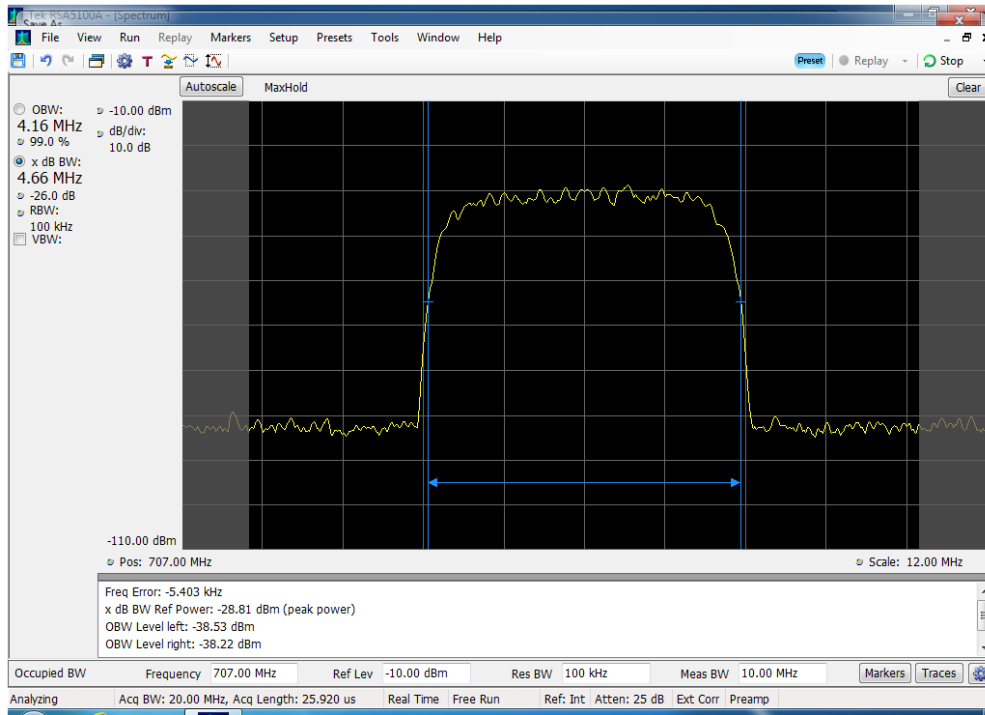 Tek RSA5100A - [Spectrum]
Save As
File View Run Replay Markers Setup Presets Tools Window Help
T Preset Replay Stop
Autoscale MaxHold Clear
OBW:
4.16 MHz
99.0 %
x dB BW:
4.66 MHz
-26.0 dB
RBW:
100 kHz
VBW:
-10.00 dBm
dB/div:
10.0 dB
-110.00 dBm
Pos: 707.00 MHz Scale: 12.00 MHz
Freq Error: -5.403 kHz
x dB BW Ref Power: -28.81 dBm (peak power)
OBW Level left: -38.53 dBm
OBW Level right: -38.22 dBm
Occupied BW Frequency 707.00 MHz Ref Lev -10.00 dBm Res BW 100 kHz Meas BW 10.00 MHz Markers Traces
Analyzing Acq BW: 20.00 MHz, Acq Length: 25.920 us Real Time Free Run Ref: Int Atten: 25 dB Ext Corr Preamp